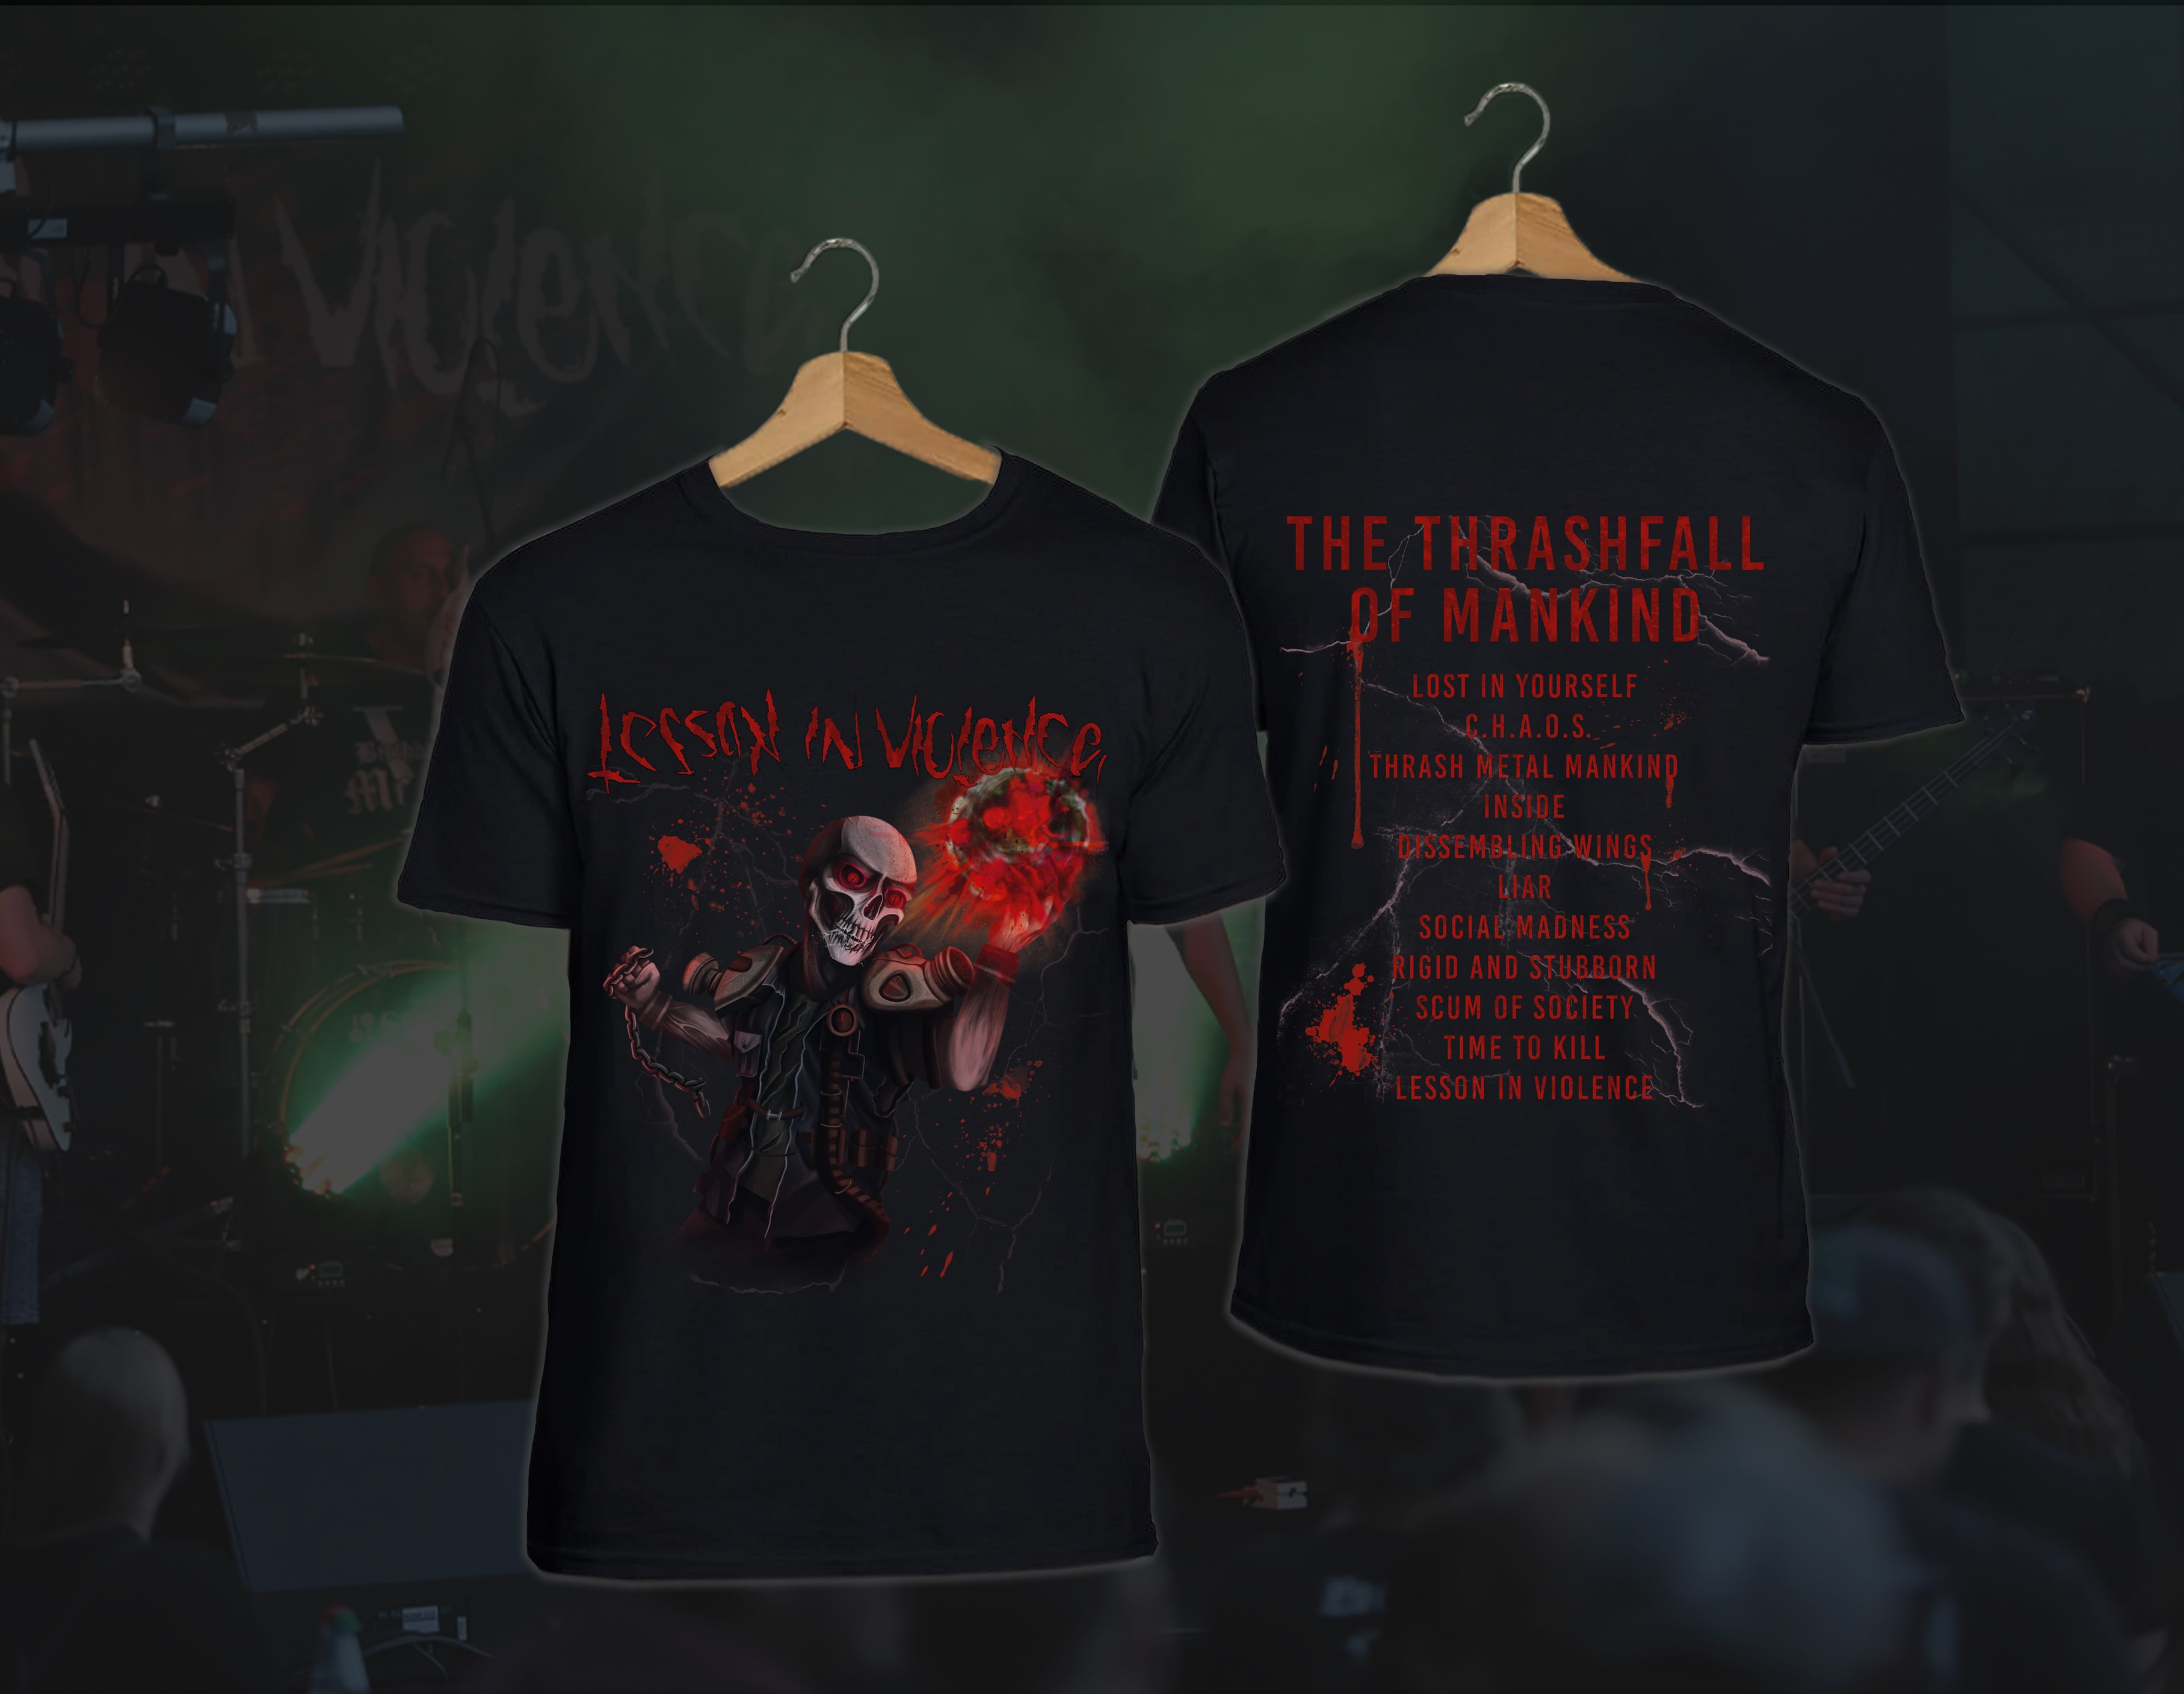 Violence
Lesson in Violence
THE THRASHFALL
OF MANKIND
LOST IN YOURSELF
C.H.A.O.S.
THRASH METAL MANKIND
INSIDE
DISSEMBLING WINGS
LIAR
SOCIAL MADNESS
RIGID AND STUBBORN
SCUM OF SOCIETY
TIME TO KILL
LESSON IN VIOLENCE